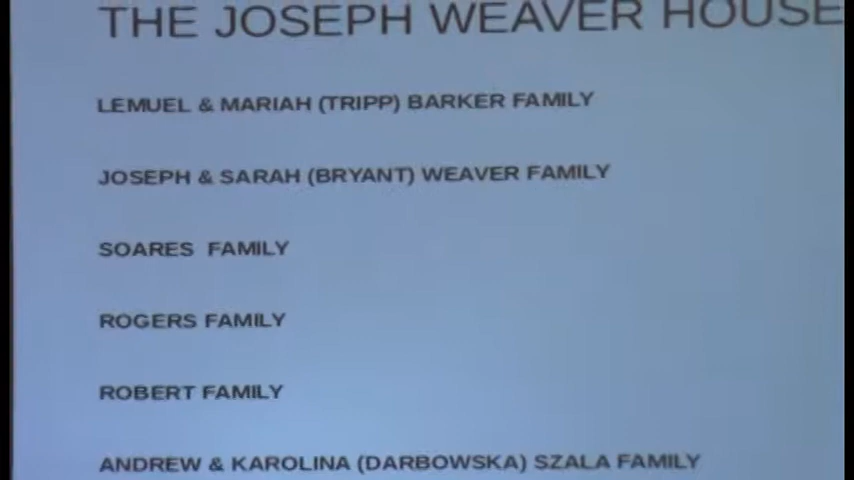 THE JOSEPH WEAVER HOUSE
LEMUEL & MARIAH (TRIPP) BARKER FAMILY
JOSEPH & SARAH (BRYANT) WEAVER FAMILY
SOARES FAMILY
ROGERS FAMILY
ROBERT FAMILY
ANDREW & KAROLINA (DARBOWSKA) SZALA FAMILY